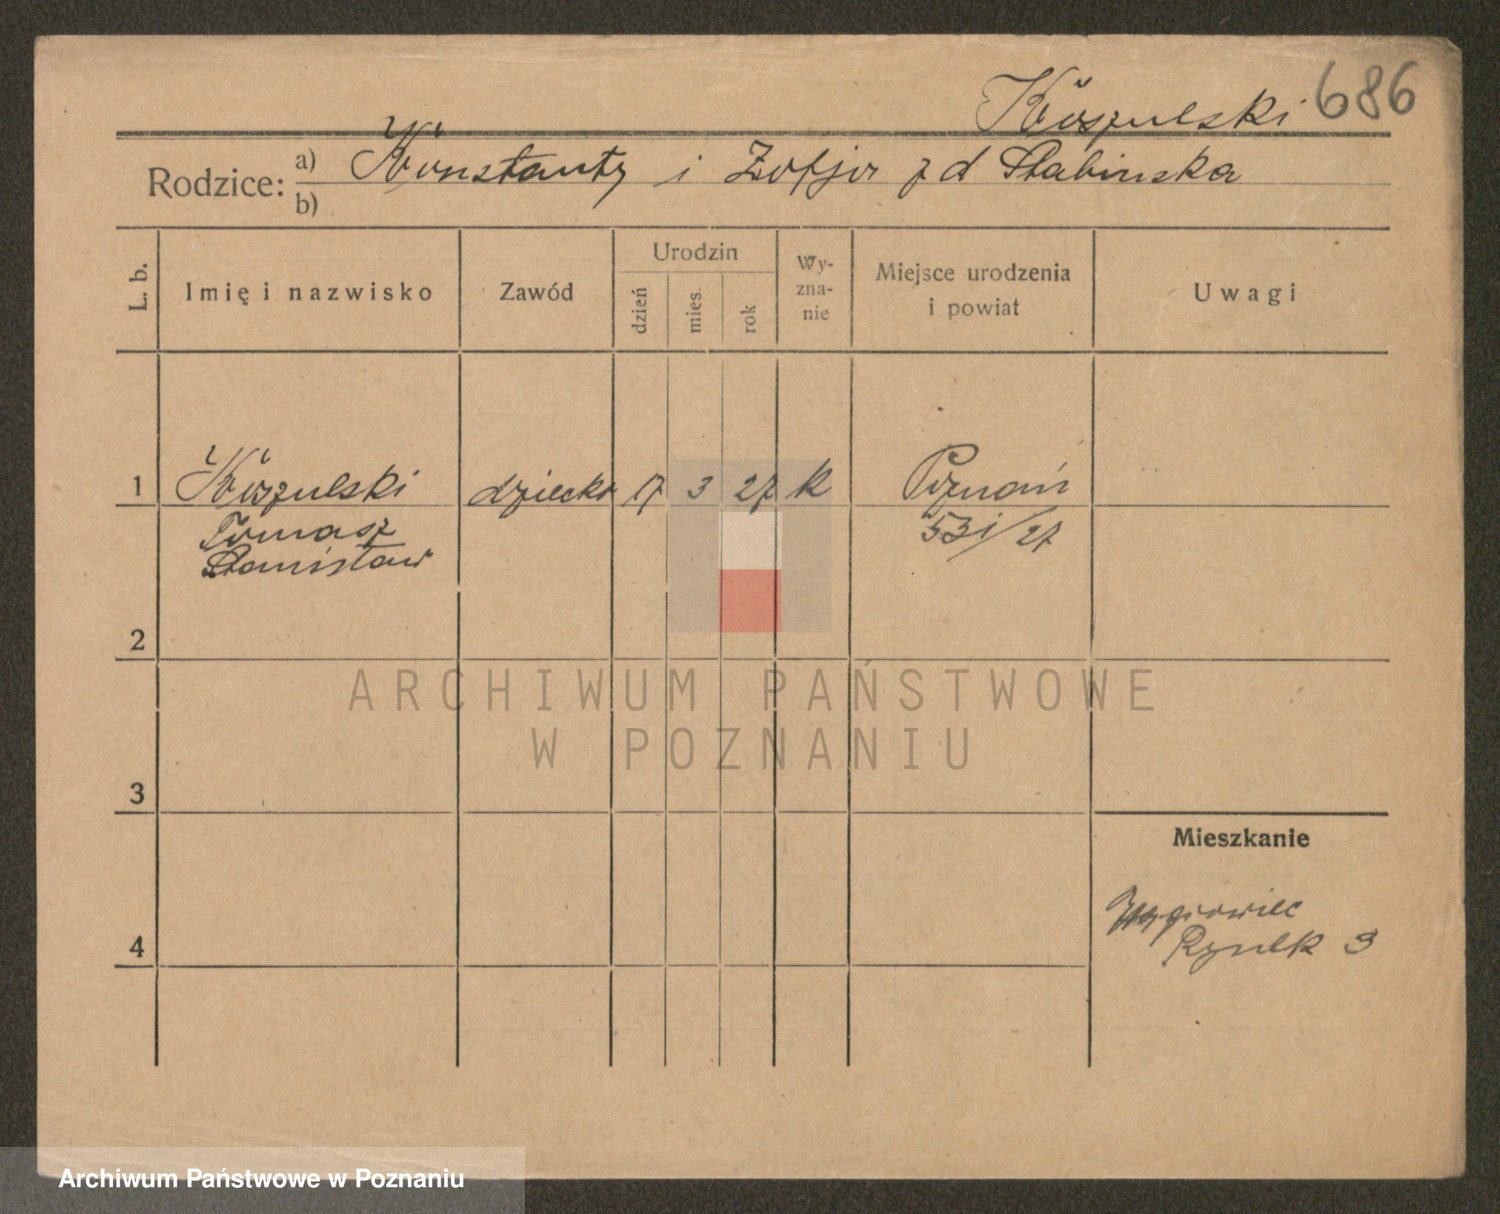 Koszulski 686
Rodzice: a) Konstanty i Zofja z d Stabinska
b)
L. b. Imię i nazwisko Zawód Urodzin dzień mies. rok Wy-zna-nie Miejsce urodzenia i powiat Uwagi
1 Koszulski dziecko 17 3 27 k Poznań
Tomasz 531/27
Stanisław
2
ARCHIWUM PAŃSTWOWE
W POZNANIU
3
Mieszkanie
4
Rynek 3
Archiwum Państwowe w Poznaniu